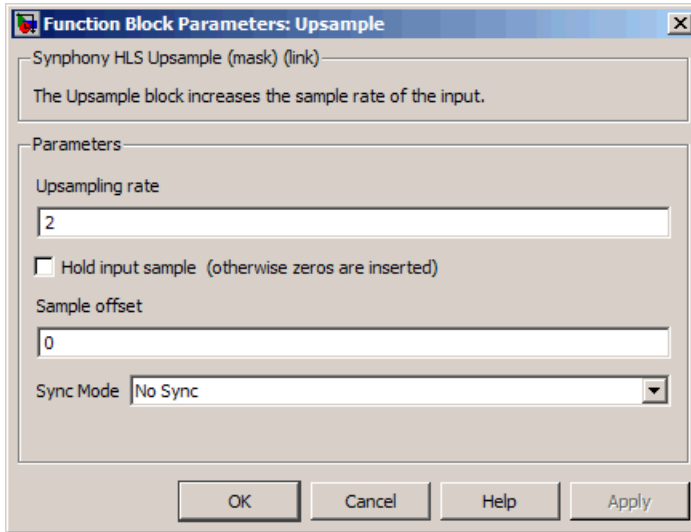 Function Block Parameters: Upsample
Synphony HLS Upsample (mask) (link)
The Upsample block increases the sample rate of the input.
Parameters
Upsampling rate
2
Hold input sample (otherwise zeros are inserted)
Sample offset
0
Sync Mode No Sync
OK Cancel Help Apply